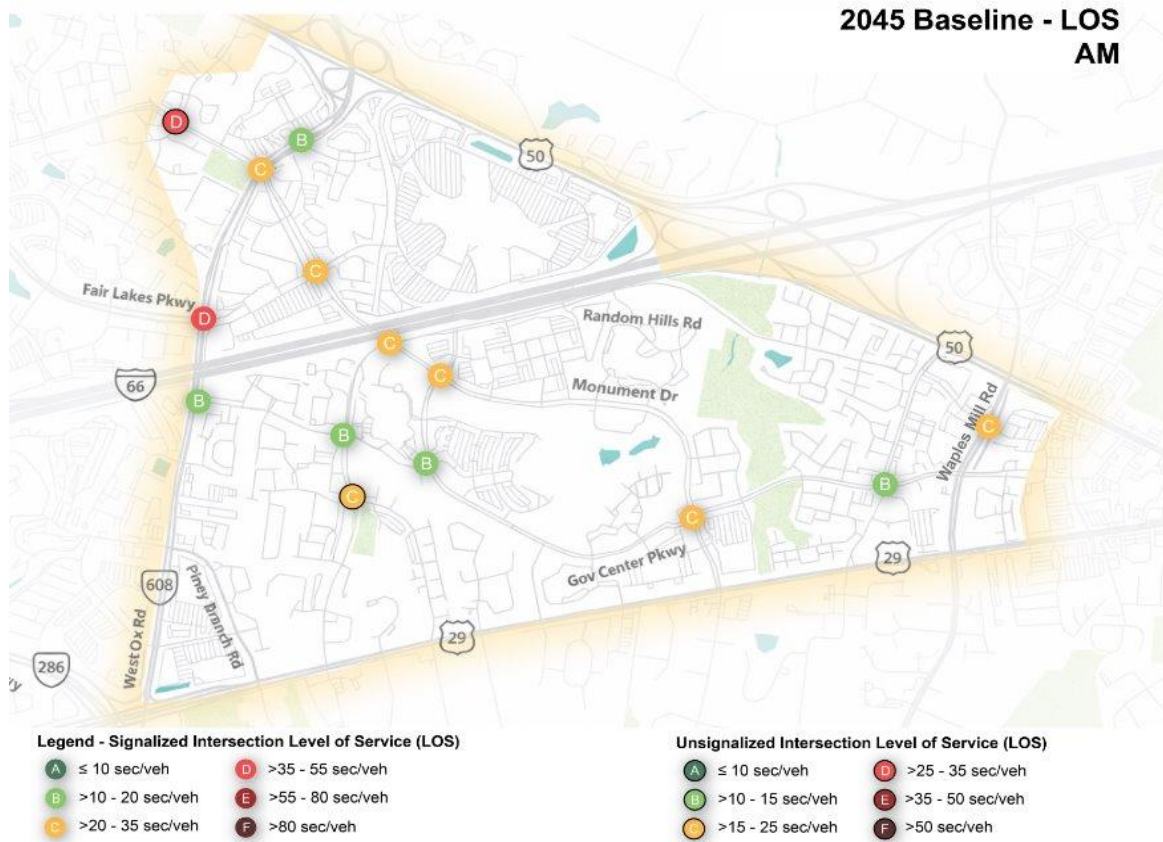 2045 Baseline - LOS
AM
D
B
C
50
C
Fair Lakes Pkwy
D
Random Hills Rd
C
50
66
C
Monument Dr
B
Waples Mill Rd
C
B
B
B
C
C
Gov Center Pkwy
29
608
Piney Branch Rd
29
West Ox Rd
286
y
Legend - Signalized Intersection Level of Service (LOS)
A ≤ 10 sec/veh
D >35 - 55 sec/veh
B >10 - 20 sec/veh
E >55 - 80 sec/veh
C >20 - 35 sec/veh
F >80 sec/veh
Unsignalized Intersection Level of Service (LOS)
A ≤ 10 sec/veh
D >25 - 35 sec/veh
B >10 - 15 sec/veh
E >35 - 50 sec/veh
C >15 - 25 sec/veh
F >50 sec/veh